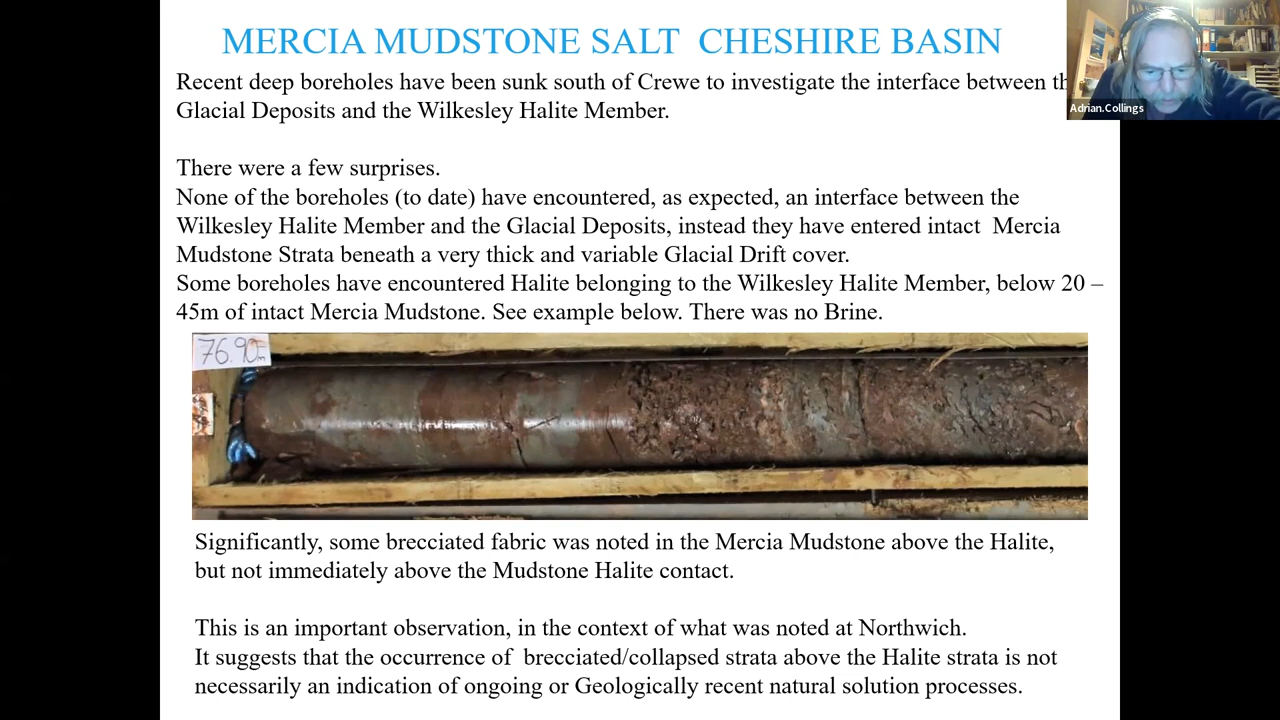 MERCIA MUDSTONE SALT CHESHIRE BASIN
Recent deep boreholes have been sunk south of Crewe to investigate the interface between
Glacial Deposits and the Wilkesley Halite Member.
Adrian.Collings
There were a few surprises.
None of the boreholes (to date) have encountered, as expected, an interface between the
Wilkesley Halite Member and the Glacial Deposits, instead they have entered intact Mercia
Mudstone Strata beneath a very thick and variable Glacial Drift cover.
Some boreholes have encountered Halite belonging to the Wilkesley Halite Member, below 20 –
45m of intact Mercia Mudstone. See example below. There was no Brine.
76.90m
Significantly, some brecciated fabric was noted in the Mercia Mudstone above the Halite,
but not immediately above the Mudstone Halite contact.
This is an important observation, in the context of what was noted at Northwich.
It suggests that the occurrence of brecciated/collapsed strata above the Halite strata is not
necessarily an indication of ongoing or Geologically recent natural solution processes.